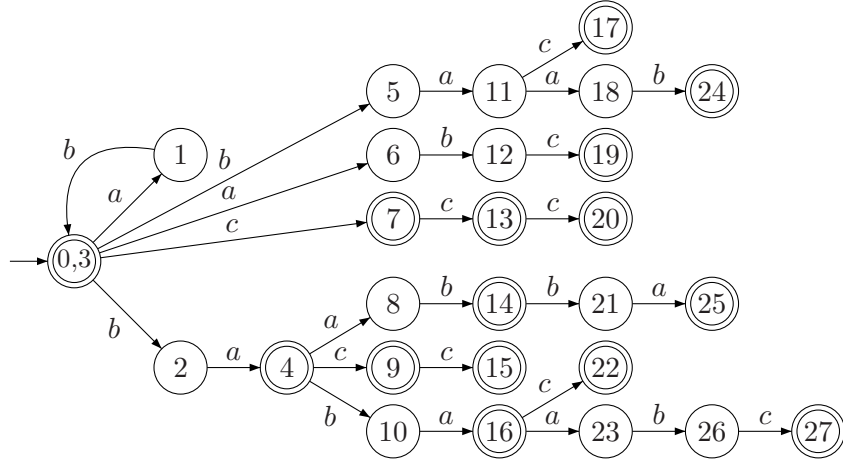 17
c
5 a 11 a 18 b 24
b 1 b
6 b 12 c 19
a a
c 7 c 13 c 20
0,3
b 8 b 14 b 21 a 25
a
2 a 4 c 9 c 15 22
b c
10 a 16 a 23 b 26 c 27